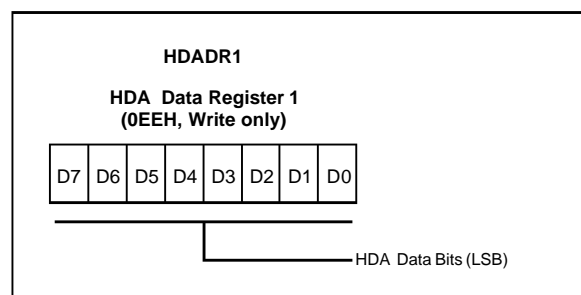 HDADR1
HDA Data Register 1
(0EEH, Write only)
D7 D6 D5 D4 D3 D2 D1 D0
HDA Data Bits (LSB)